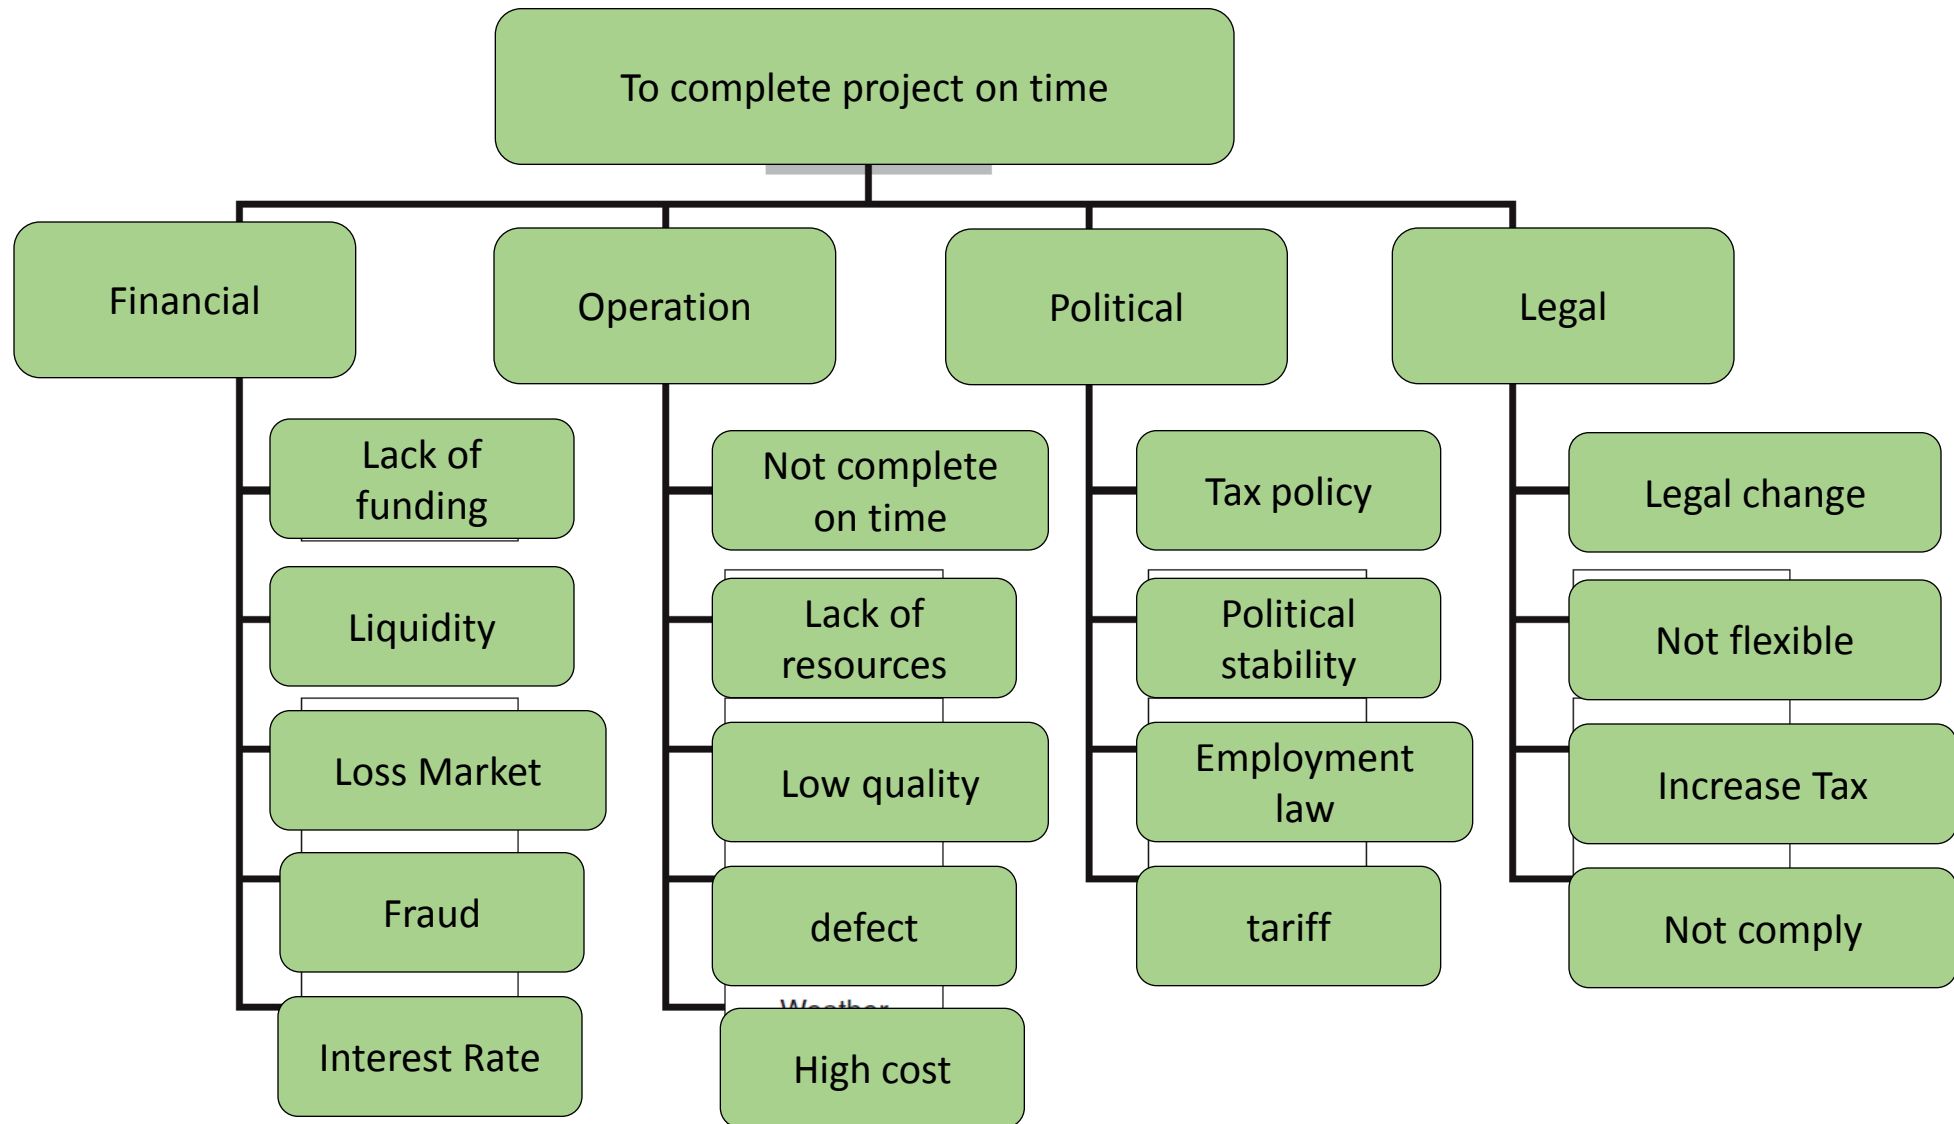 To complete project on time
Financial
Operation
Political
Legal
Lack of
funding
Liquidity
Loss Market
Fraud
Interest Rate
Not complete
on time
Lack of
resources
Low quality
defect
High cost
Tax policy
Political
stability
Employment
law
tariff
Legal change
Not flexible
Increase Tax
Not comply